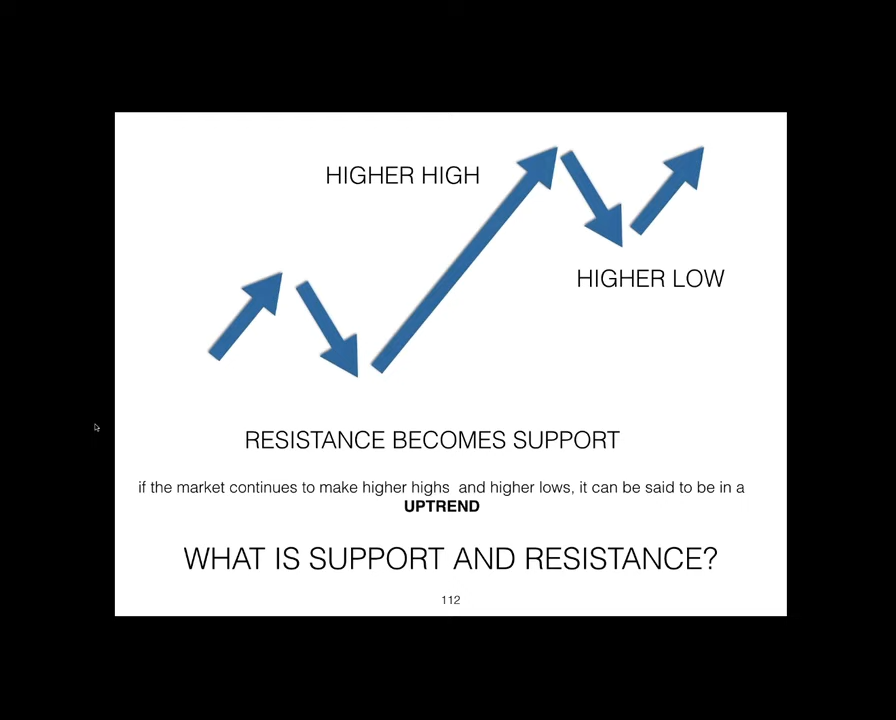 HIGHER HIGH
HIGHER LOW
RESISTANCE BECOMES SUPPORT
if the market continues to make higher highs  and higher lows, it can be said to be in a
UPTREND
WHAT IS SUPPORT AND RESISTANCE?
112